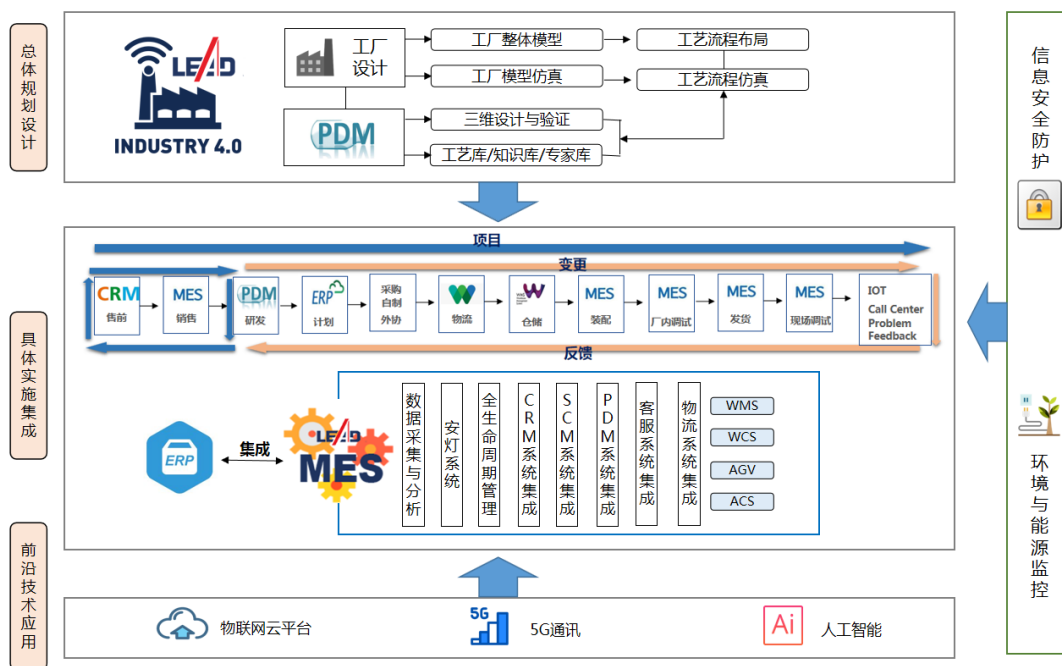 总体规划设计
LEAD
INDUSTRY 4.0
工厂
设计
工厂整体模型
工艺流程布局
工厂模型仿真
工艺流程仿真
PDM
三维设计与验证
工艺库/知识库/专家库
具体实施集成
项目
变更
CRM
售前
MES
销售
PDM
研发
ERP
计划
采购
自制
外协
物流
仓储
MES
装配
MES
厂内调试
MES
发货
MES
现场调试
IOT
Call Center
Problem
Feedback
反馈
ERP
集成
LEAD
MES
数据采集与分析
安灯系统
全生命周期管理
CRM系统集成
SCM系统集成
PDM系统集成
客服系统集成
物流系统集成
WMS
WCS
AGV
ACS
前沿技术应用
物联网云平台
5G
5G通讯
Ai
人工智能
信息安全防护
环境与能源监控